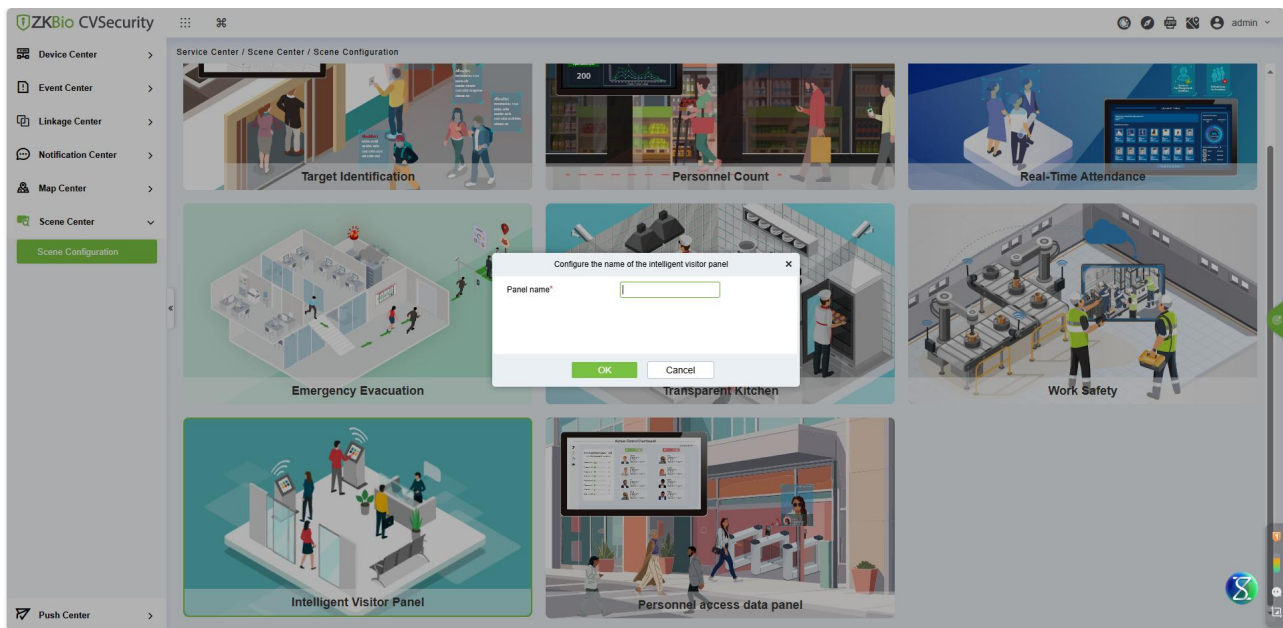 ZKBio CVSecurity
admin
Device Center
Event Center
Linkage Center
Notification Center
Map Center
Scene Center
Scene Configuration
Push Center
Service Center / Scene Center / Scene Configuration
200
Target Identification
Personnel Count
Real-Time Attendance
Configure the name of the intelligent visitor panel
Panel name*
OK
Cancel
Emergency Evacuation
Transparent Kitchen
Work Safety
Intelligent Visitor Panel
Personnel access data panel